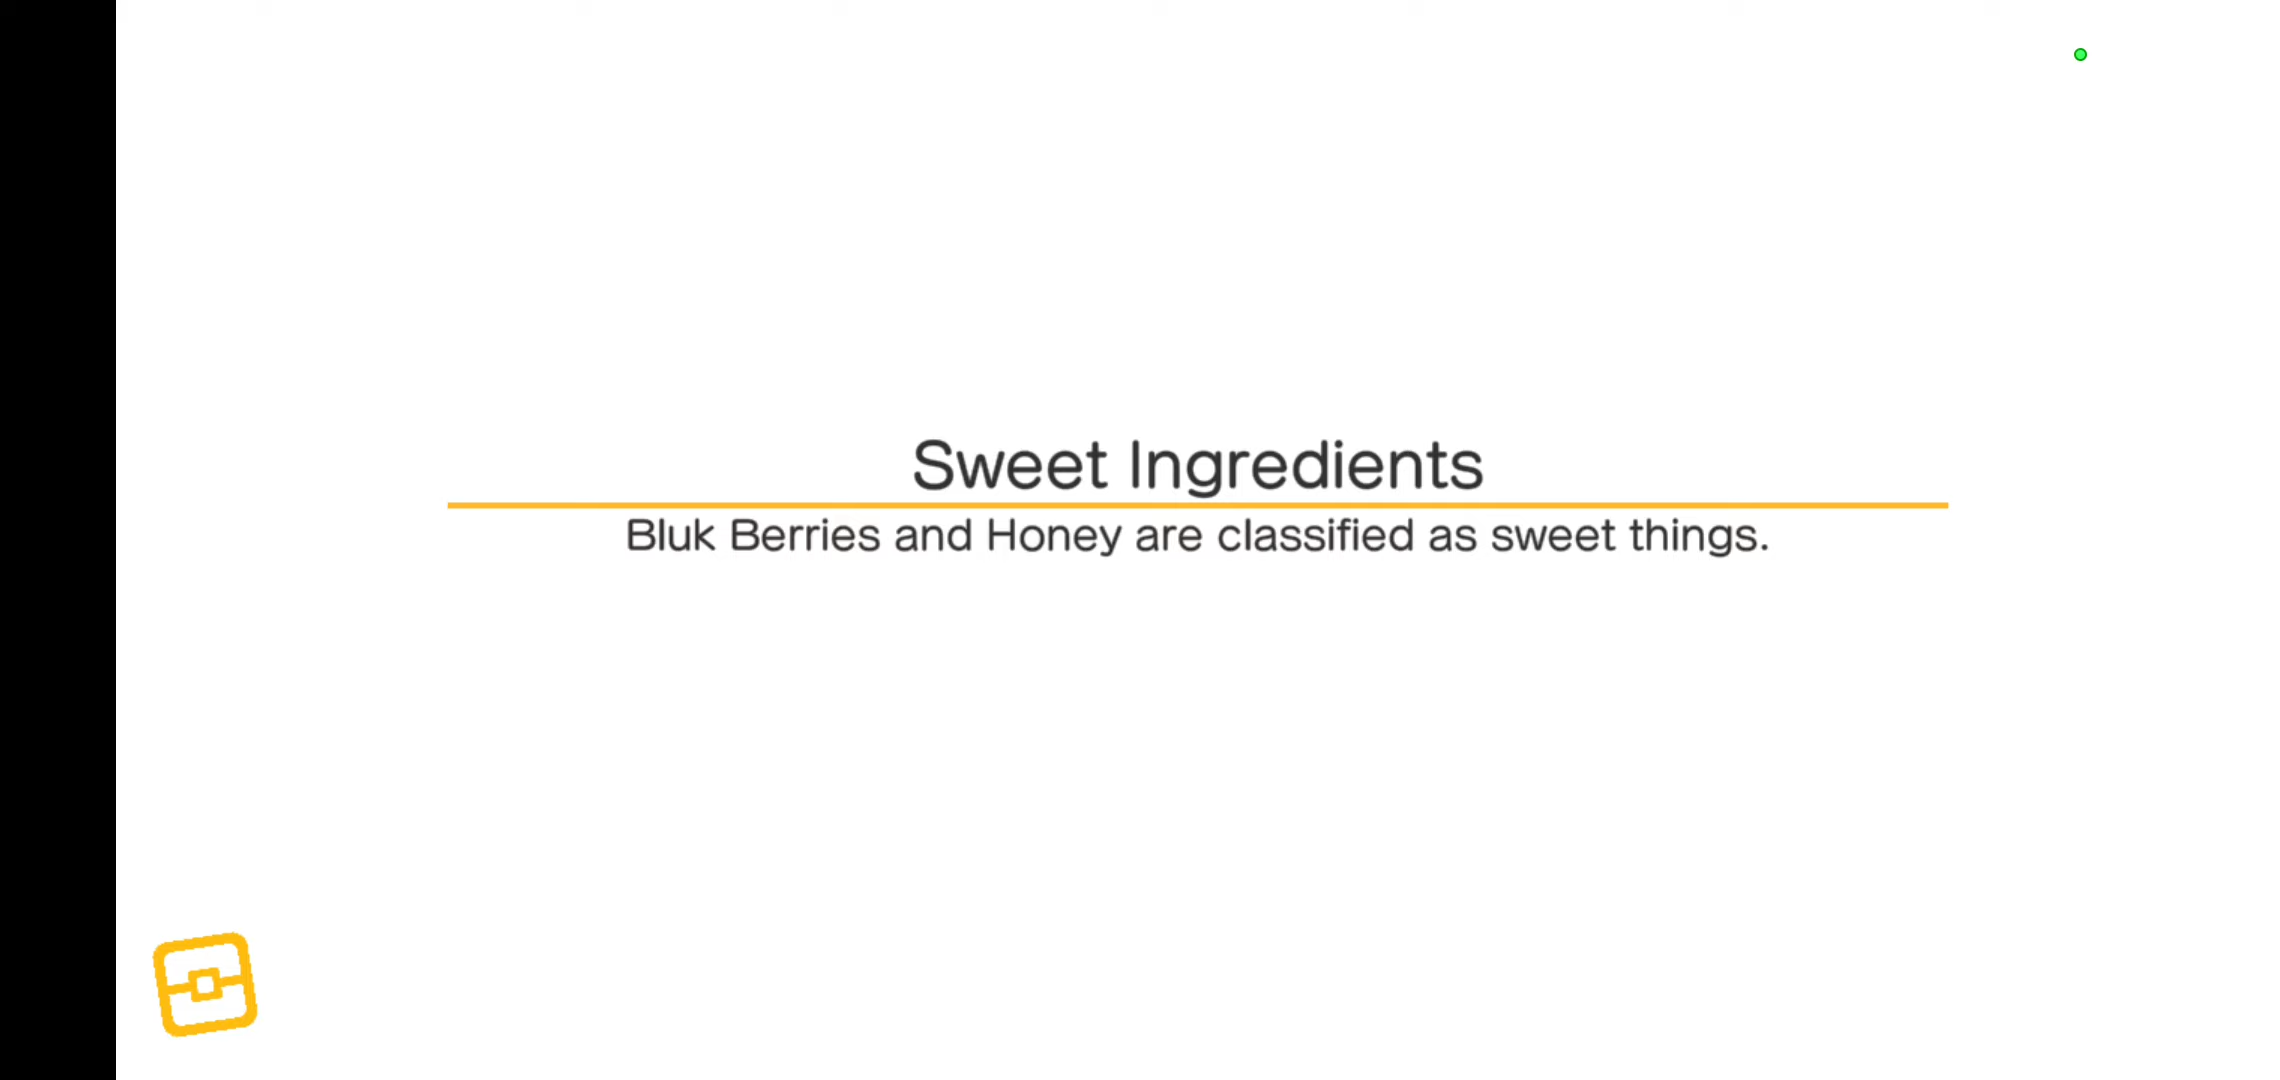 Sweet Ingredients
Bluk Berries and Honey are classified as sweet things.